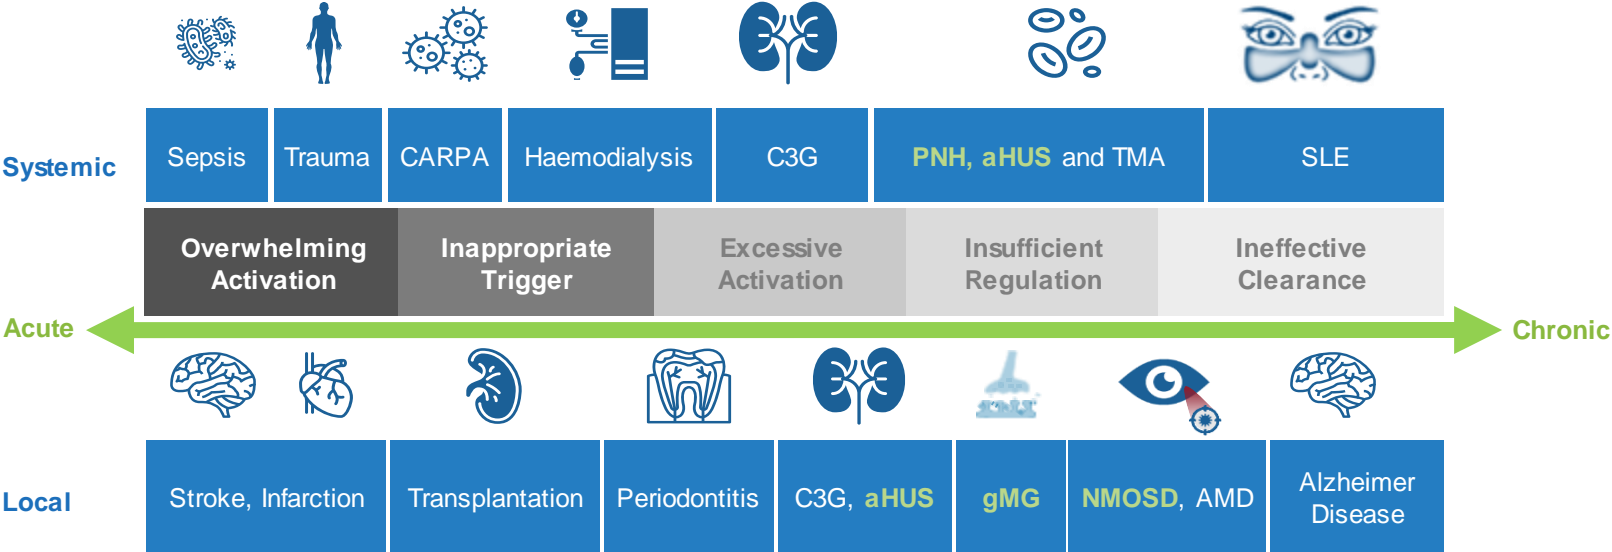 Systemic
Sepsis
Trauma
CARPA
Haemodialysis
C3G
PNH, aHUS and TMA
SLE
Overwhelming
Activation
Inappropriate
Trigger
Excessive
Activation
Insufficient
Regulation
Ineffective
Clearance
Acute
Chronic
Local
Stroke, Infarction
Transplantation
Periodontitis
C3G, aHUS
gMG
NMOSD, AMD
Alzheimer
Disease